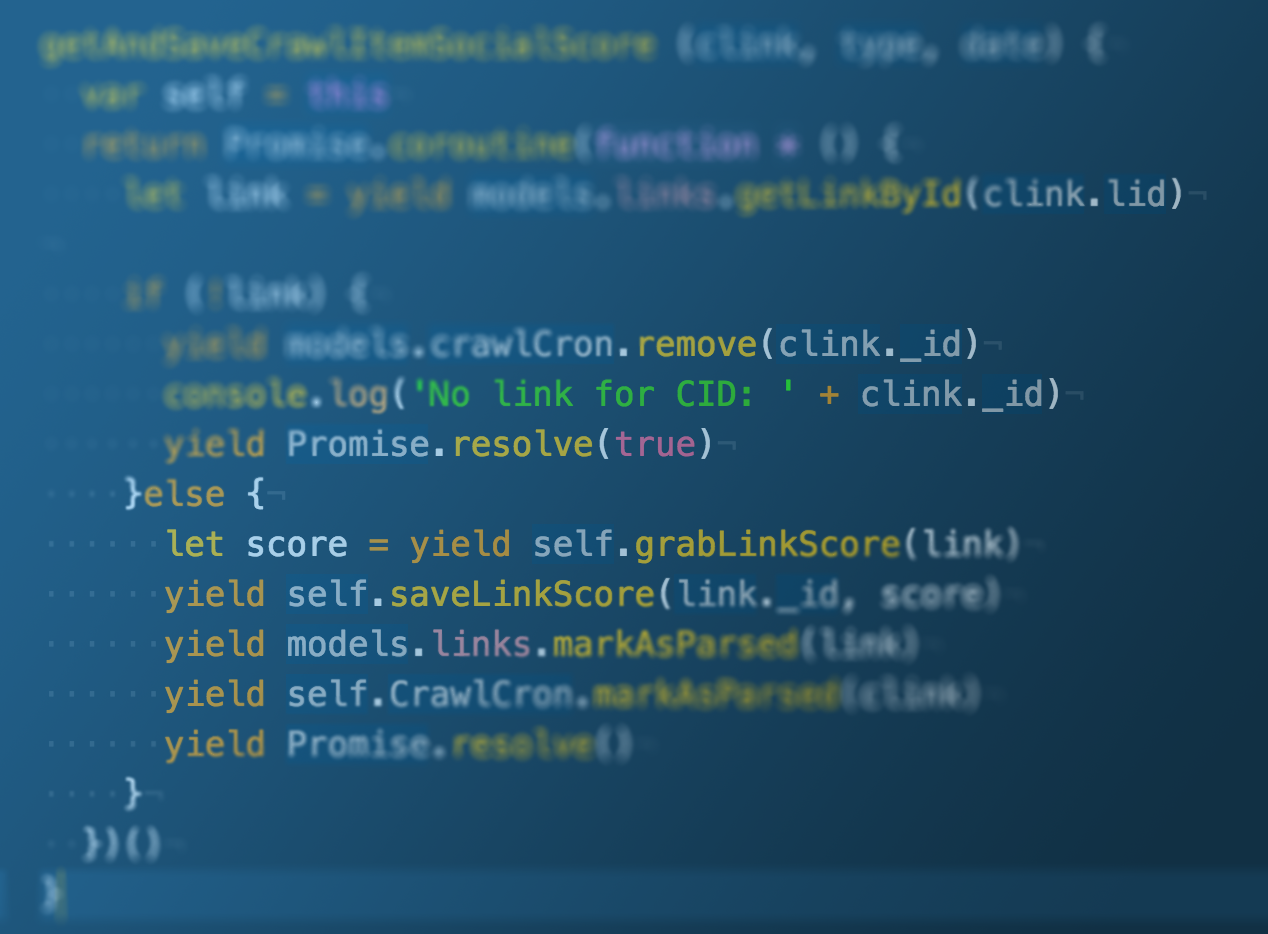 getAndSaveCrawlItemSocialScore (clink, type, date) {
var self = this
return Promise.coroutine(function * () {
let link = yield models.links.getLinkById(clink.lid)
if (!link) {
yield models.crawlCron.remove(clink._id)
console.log('No link for CID: ' + clink._id)
yield Promise.resolve(true)
}else {
let score = yield self.grabLinkScore(link)
yield self.saveLinkScore(link._id, score)
yield models.links.markAsParsed(link)
yield self.CrawlCron.markAsParsed(clink)
yield Promise.resolve()
}
})()
}